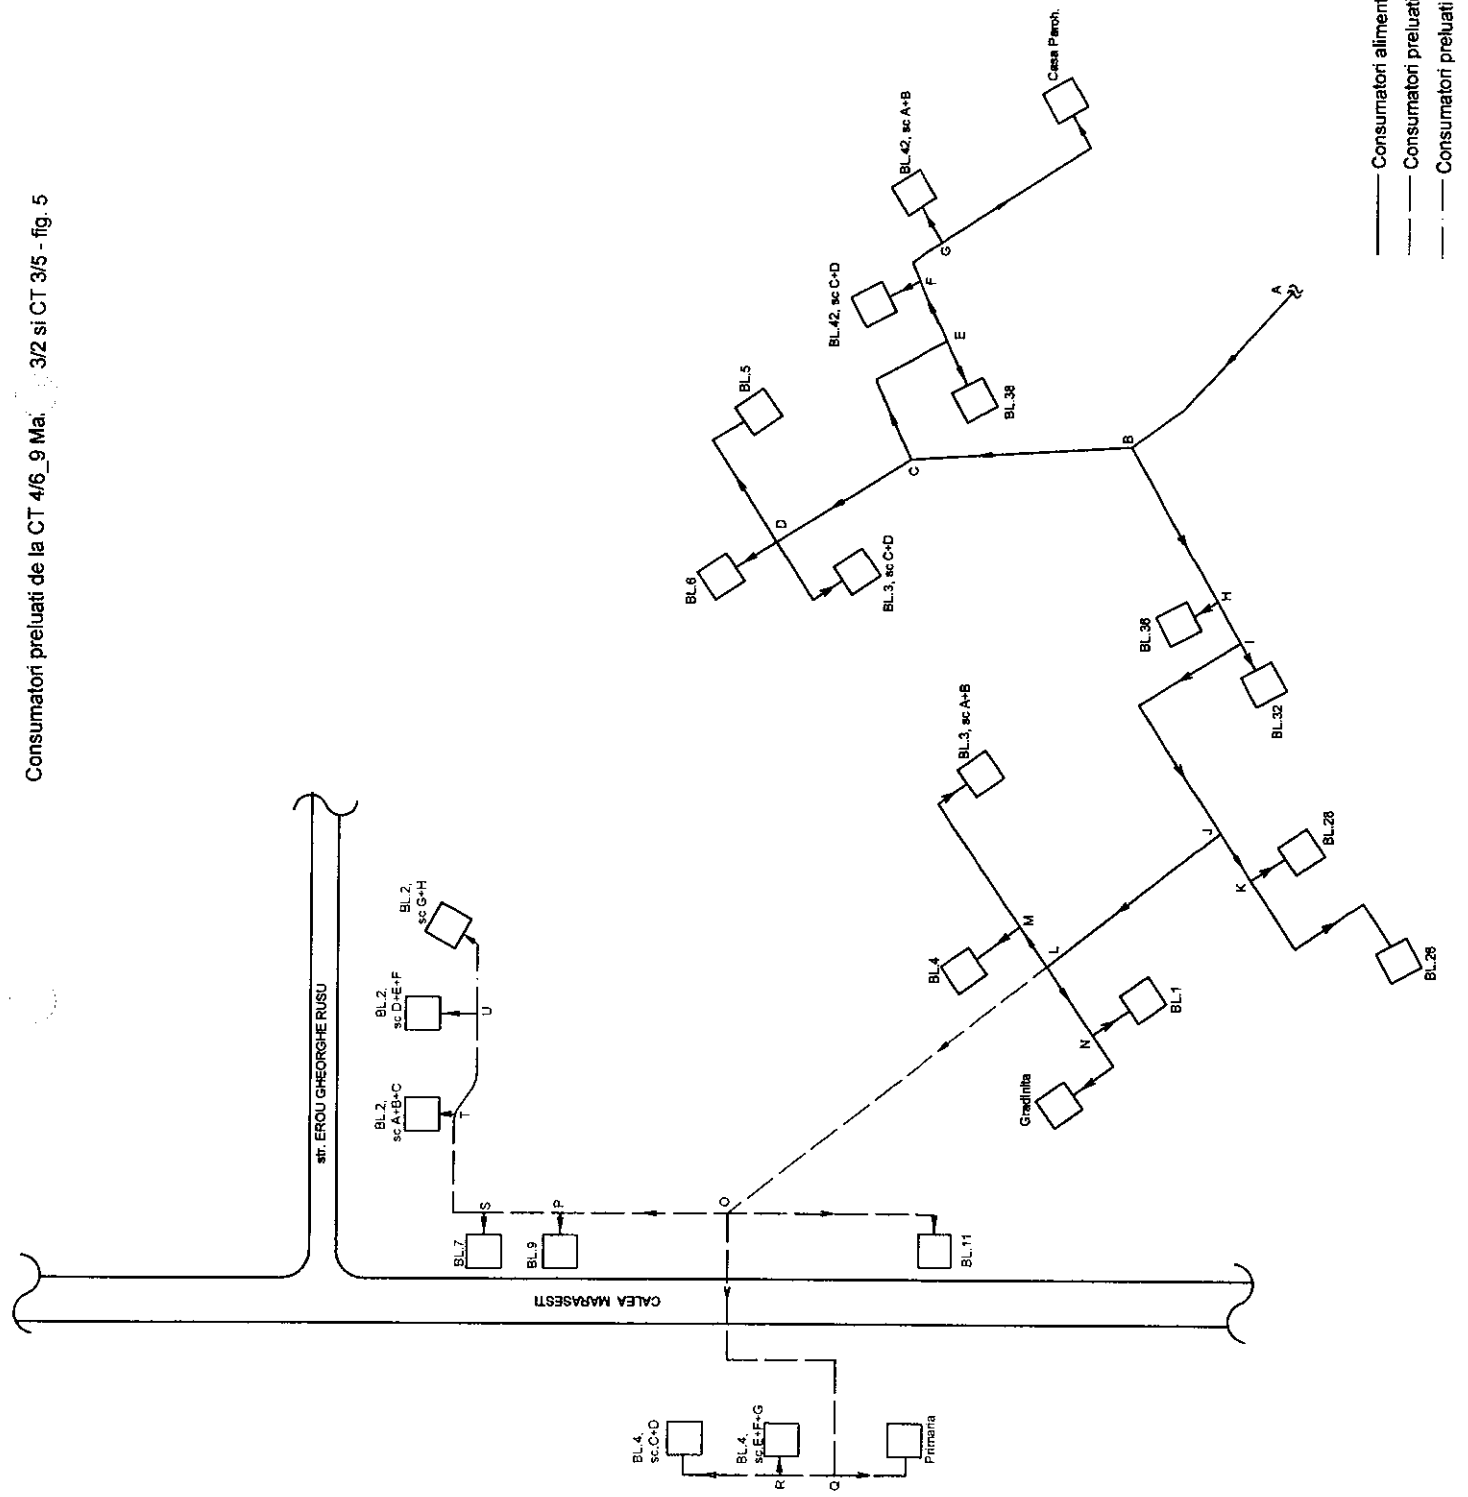 Consumatori preluati de la CT 4/6_9 Mai, 3/2 si CT 3/5 - fig. 5
str. EROU GHEORGHE RUSU
CALEA MARASESTI
BL.2,
sc G+H
BL.2,
sc D+E+F
U
BL.2,
sc A+B+C
T
S
P
BL.7
BL.9
O
BL.11
BL.4,
sc.C+D
BL.4,
sc.E+F+G
R
Q
Primaria
Casa Paroh.
BL.42, sc A+B
G
BL.42, sc C+D
F
E
BL.38
BL.5
C
D
BL.6
BL.3, sc C+D
A
B
H
BL.36
I
BL.32
BL.3, sc A+B
J
BL.28
K
BL.26
M
L
BL.4
BL.1
N
Gradinita
Consumatori aliment
Consumatori preluati
Consumatori preluati